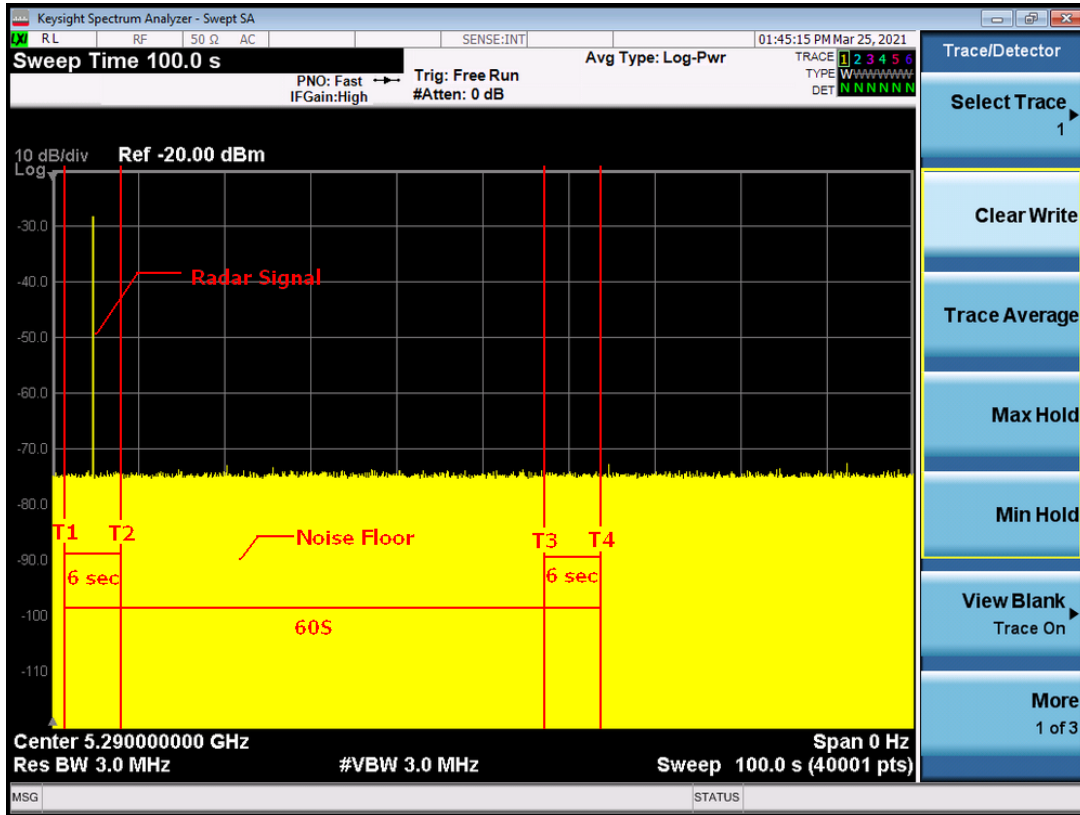 Keysight Spectrum Analyzer - Swept SA
LXI RL RF 50 Ω AC SENSE:INT 01:45:15 PM Mar 25, 2021
Sweep Time 100.0 s
PNO: Fast
IFGain:High
Trig: Free Run
#Atten: 0 dB
Avg Type: Log-Pwr
TRACE 1 2 3 4 5 6
TYPE WWWWWW
DET N N N N N N
10 dB/div Ref -20.00 dBm
Log
-30.0
-40.0
-50.0
-60.0
-70.0
-80.0
-90.0
-100
-110
Radar Signal
T1 T2 Noise Floor T3 T4
6 sec 6 sec
60S
Center 5.290000000 GHz Span 0 Hz
Res BW 3.0 MHz #VBW 3.0 MHz Sweep 100.0 s (40001 pts)
MSG STATUS
Trace/Detector
Select Trace
1
Clear Write
Trace Average
Max Hold
Min Hold
View Blank
Trace On
More
1 of 3